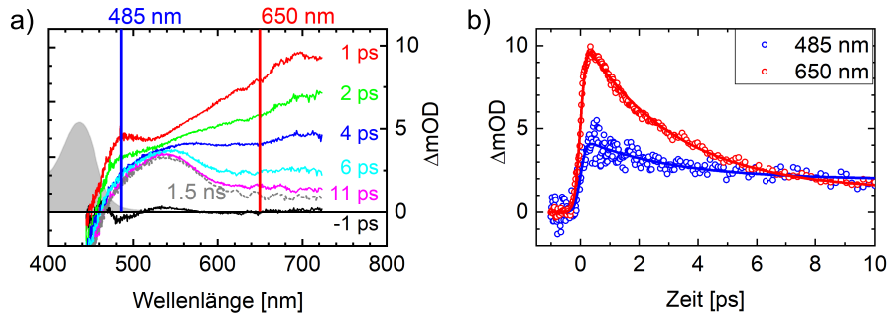 a)
485 nm
650 nm
1 ps
2 ps
4 ps
6 ps
11 ps
1.5 ns
-1 ps
10
5
0
ΔmOD
400 500 600 700 800
Wellenlänge [nm]
b)
485 nm
650 nm
10
5
0
ΔmOD
0 2 4 6 8 10
Zeit [ps]